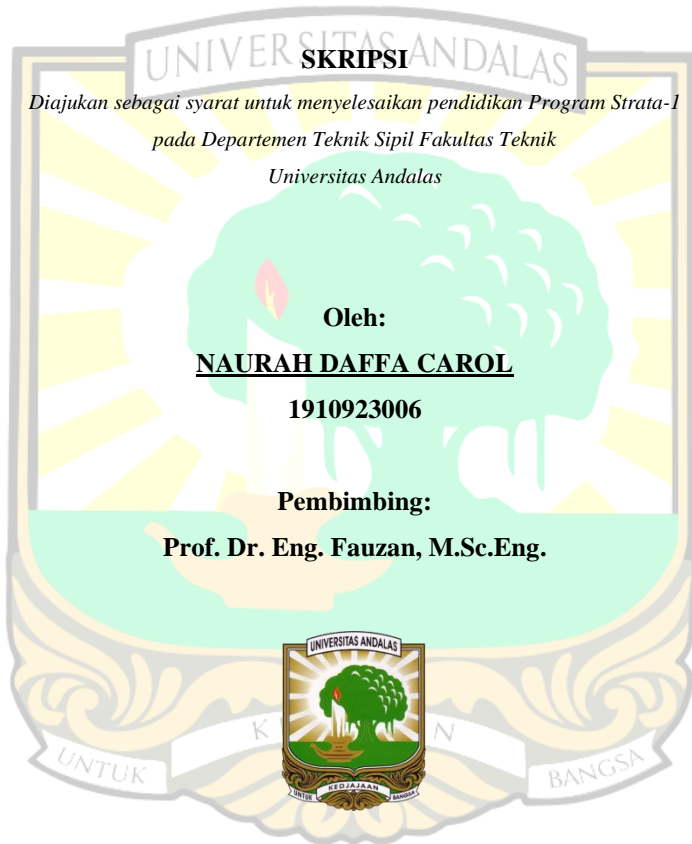 UNIVERSITAS ANDALAS
SKRIPSI
Diajukan sebagai syarat untuk menyelesaikan pendidikan Program Strata-1
pada Departemen Teknik Sipil Fakultas Teknik
Universitas Andalas
Oleh:
NAURAH DAFFA CAROL
1910923006
Pembimbing:
Prof. Dr. Eng. Fauzan, M.Sc.Eng.
UNIVERSITAS ANDALAS
UNTUK KEDJAJAAN BANGSA
UNTUK K N BANGSA